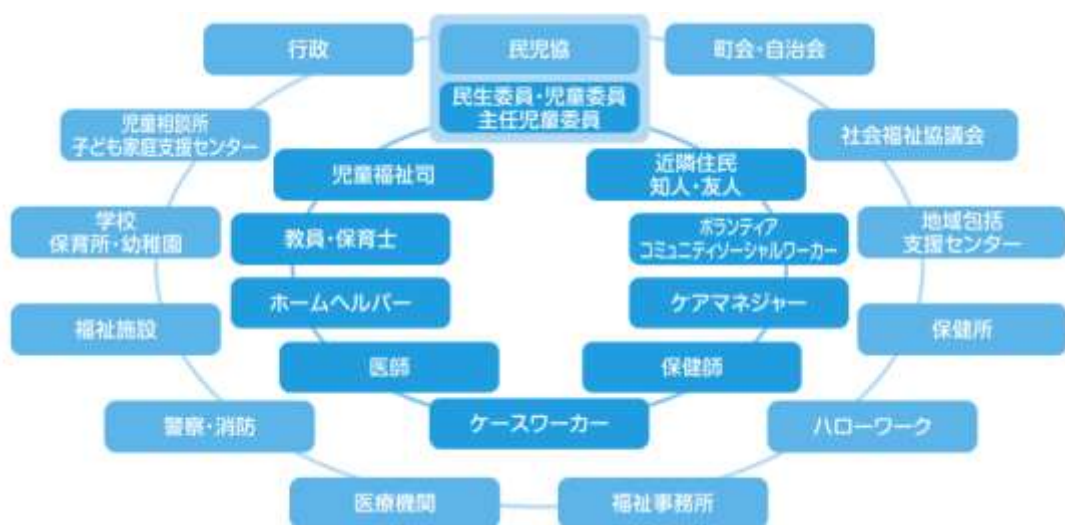 行政
民児協
町会・自治会
民生委員・児童委員
主任児童委員
児童相談所
子ども家庭支援センター
社会福祉協議会
児童福祉司
近隣住民
知人・友人
学校
保育所・幼稚園
教員・保育士
ボランティア
コミュニティソーシャルワーカー
地域包括
支援センター
福祉施設
ホームヘルパー
ケアマネジャー
保健所
医師
保健師
警察・消防
ケースワーカー
ハローワーク
医療機関
福祉事務所